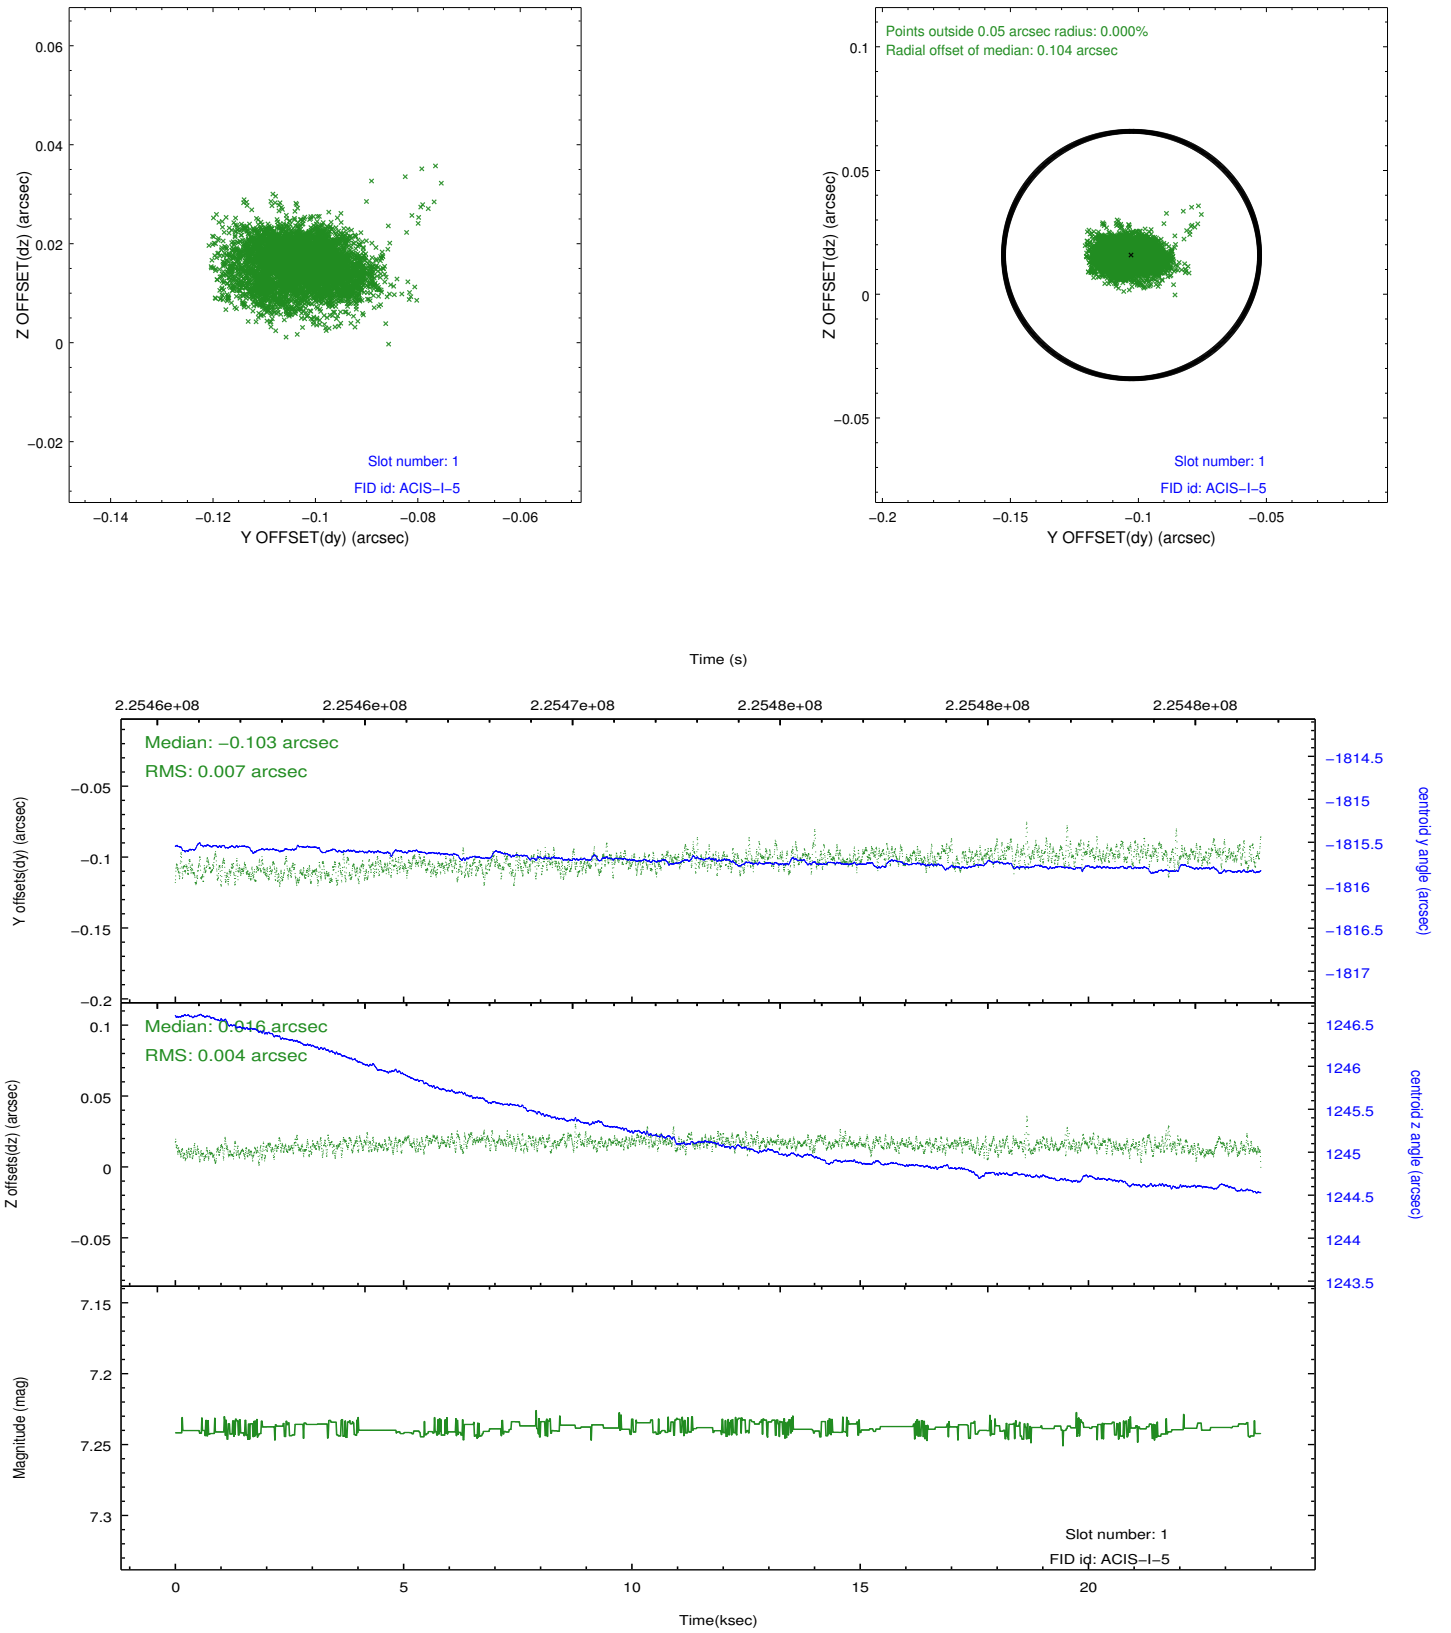 0.06
0.04
0.02
0
−0.02
Z OFFSET(dz) (arcsec)
Slot number: 1
FID id: ACIS−I−5
−0.14 −0.12 −0.1 −0.08 −0.06
Y OFFSET(dy) (arcsec)
Points outside 0.05 arcsec radius: 0.000%
Radial offset of median: 0.104 arcsec
0.1
0.05
0
−0.05
Z OFFSET(dz) (arcsec)
Slot number: 1
FID id: ACIS−I−5
−0.2 −0.15 −0.1 −0.05
Y OFFSET(dy) (arcsec)
Time (s)
2.2546e+08 2.2546e+08 2.2547e+08 2.2548e+08 2.2548e+08 2.2548e+08
Median: −0.103 arcsec
RMS: 0.007 arcsec
−0.05
−0.1
−0.15
−0.2
Y offsets(dy) (arcsec)
−1814.5
−1815
−1815.5
−1816
−1816.5
−1817
centroid y angle (arcsec)
Median: 0.016 arcsec
RMS: 0.004 arcsec
0.1
0.05
0
−0.05
Z offsets(dz) (arcsec)
1246.5
1246
1245.5
1245
1244.5
1244
1243.5
centroid z angle (arcsec)
7.15
7.2
7.25
7.3
Magnitude (mag)
Slot number: 1
FID id: ACIS−I−5
0 5 10 15 20
Time(ksec)